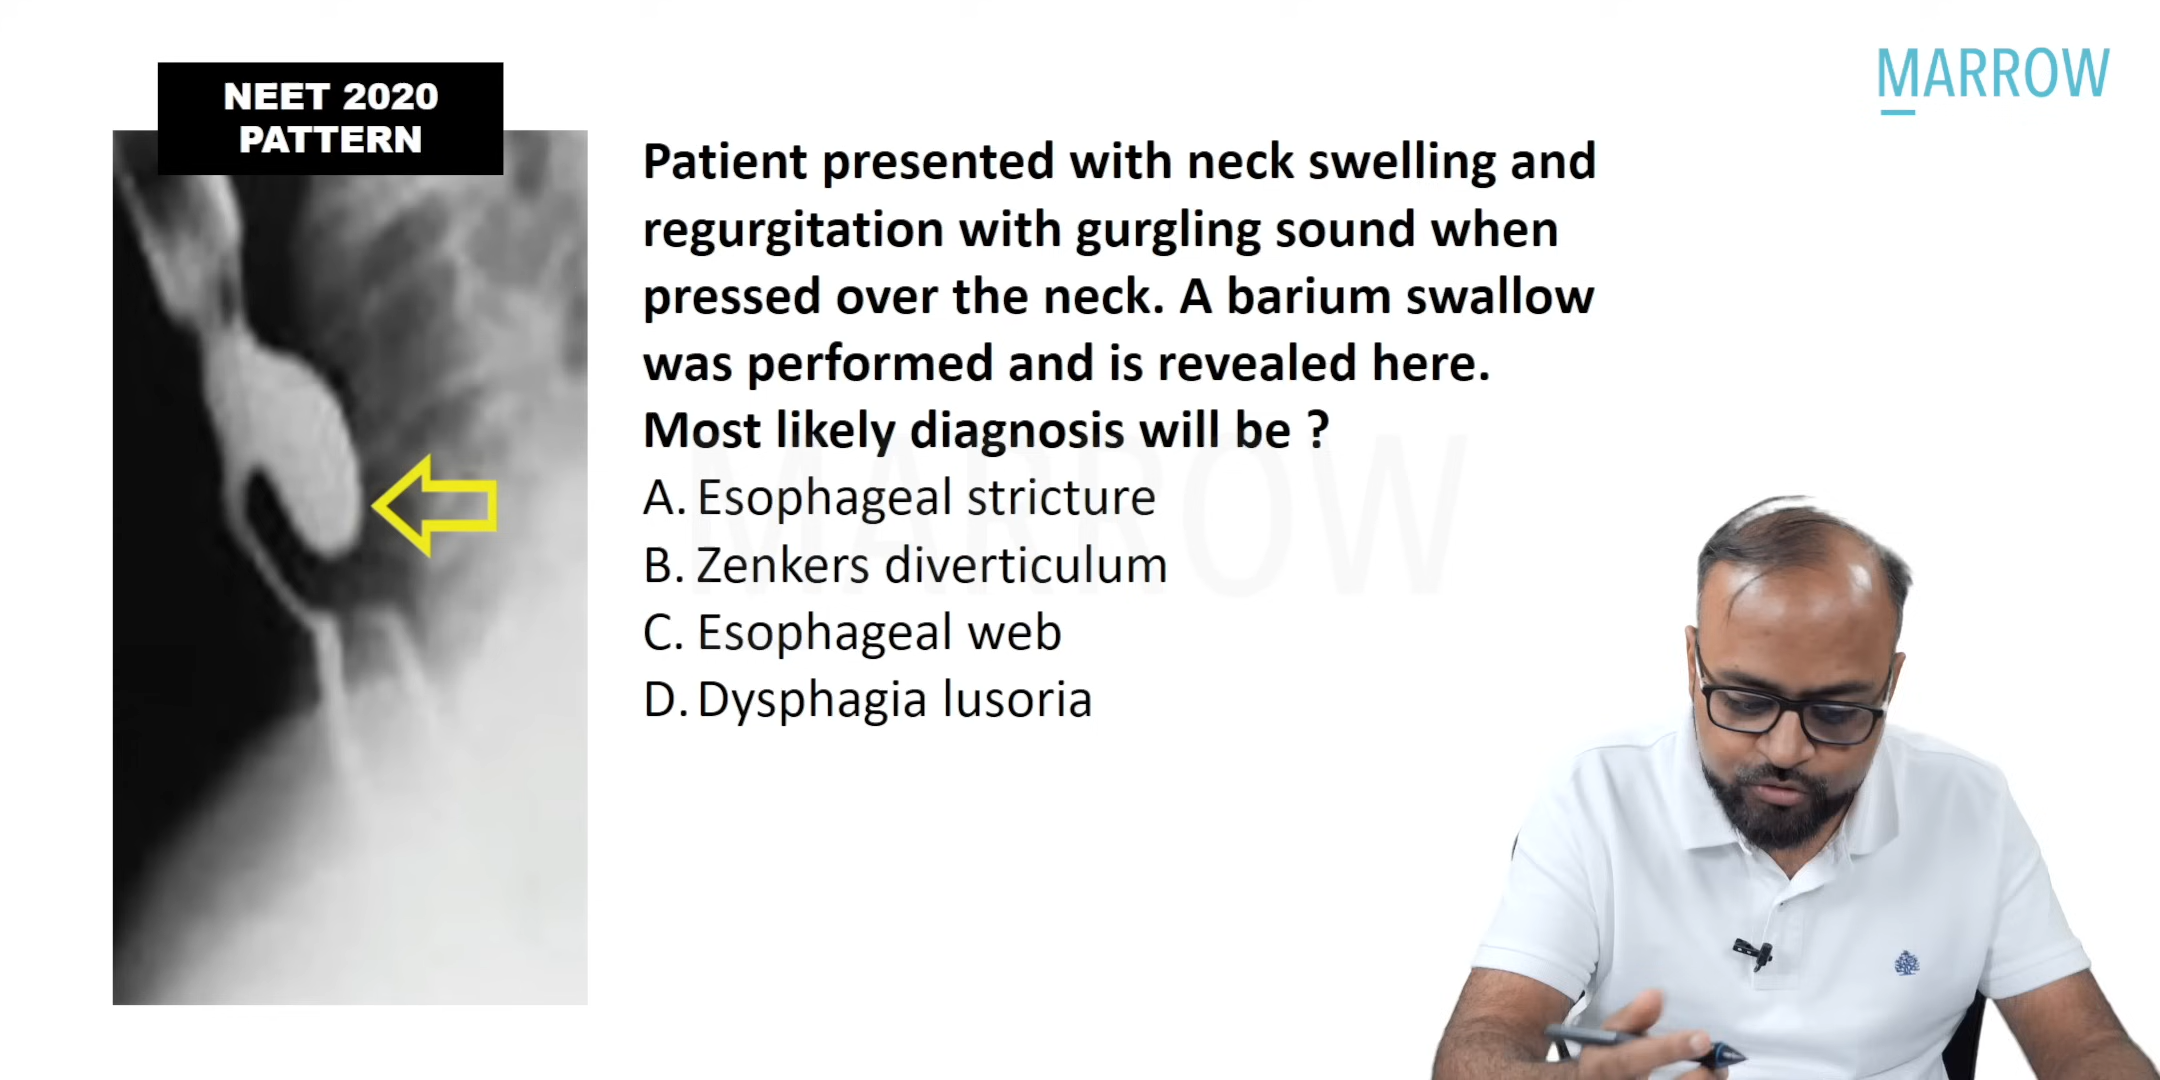 NEET 2020
PATTERN
MARROW
Patient presented with neck swelling and
regurgitation with gurgling sound when
pressed over the neck. A barium swallow
was performed and is revealed here.
Most likely diagnosis will be ?
A. Esophageal stricture
B. Zenkers diverticulum
C. Esophageal web
D. Dysphagia lusoria
MARROW